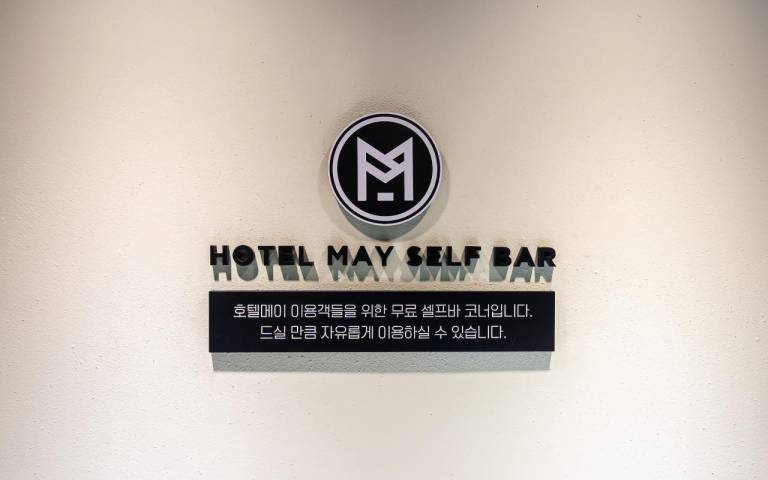 HOTEL MAY SELF BAR
호텔메이 이용객들을 위한 무료 셀프바 코너입니다.
드실 만큼 자유롭게 이용하실 수 있습니다.